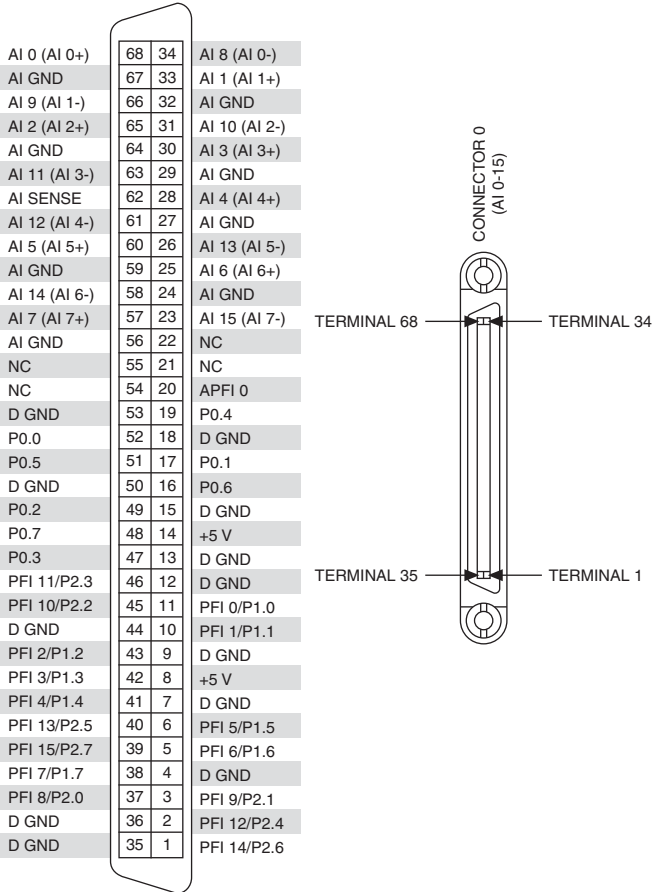 AI 0 (AI 0+) 68 34 AI 8 (AI 0-)
AI GND 67 33 AI 1 (AI 1+)
AI 9 (AI 1-) 66 32 AI GND
AI 2 (AI 2+) 65 31 AI 10 (AI 2-)
AI GND 64 30 AI 3 (AI 3+)
AI 11 (AI 3-) 63 29 AI GND
AI SENSE 62 28 AI 4 (AI 4+)
AI 12 (AI 4-) 61 27 AI GND
AI 5 (AI 5+) 60 26 AI 13 (AI 5-)
AI GND 59 25 AI 6 (AI 6+)
AI 14 (AI 6-) 58 24 AI GND
AI 7 (AI 7+) 57 23 AI 15 (AI 7-)
AI GND 56 22 NC
NC 55 21 NC
NC 54 20 APFI 0
D GND 53 19 P0.4
P0.0 52 18 D GND
P0.5 51 17 P0.1
D GND 50 16 P0.6
P0.2 49 15 D GND
P0.7 48 14 +5 V
P0.3 47 13 D GND
PFI 11/P2.3 46 12 D GND
PFI 10/P2.2 45 11 PFI 0/P1.0
D GND 44 10 PFI 1/P1.1
PFI 2/P1.2 43 9 D GND
PFI 3/P1.3 42 8 +5 V
PFI 4/P1.4 41 7 D GND
PFI 13/P2.5 40 6 PFI 5/P1.5
PFI 15/P2.7 39 5 PFI 6/P1.6
PFI 7/P1.7 38 4 D GND
PFI 8/P2.0 37 3 PFI 9/P2.1
D GND 36 2 PFI 12/P2.4
D GND 35 1 PFI 14/P2.6
CONNECTOR 0
(AI 0-15)
TERMINAL 68 TERMINAL 34
TERMINAL 35 TERMINAL 1